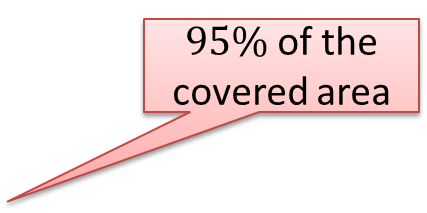 95% of the
covered area